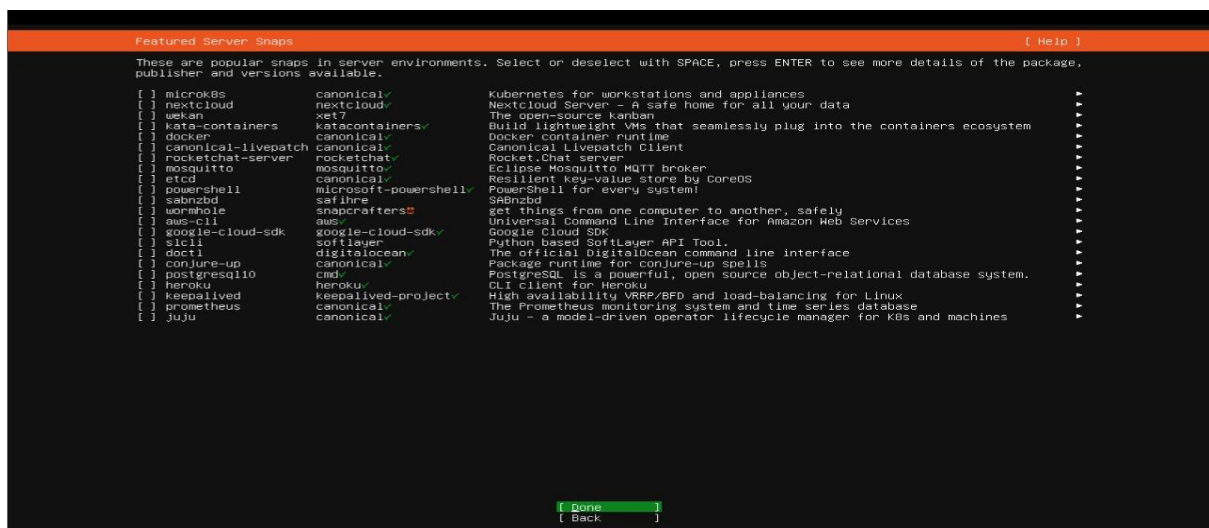 Featured Server Snaps [ Help ]
These are popular snaps in server environments. Select or deselect with SPACE, press ENTER to see more details of the package,
publisher and versions available.
[ ] microk8s canonical✓ Kubernetes for workstations and appliances ►
[ ] nextcloud nextcloud✓ Nextcloud Server – A safe home for all your data ►
[ ] wekan xet7 The open-source kanban ►
[ ] kata-containers katacontainers✓ Build lightweight VMs that seamlessly plug into the containers ecosystem ►
[ ] docker canonical✓ Docker container runtime ►
[ ] canonical-livepatch canonical✓ Canonical Livepatch Client ►
[ ] rocketchat-server rocketchat✓ Rocket.Chat server ►
[ ] mosquitto mosquitto✓ Eclipse Mosquitto MQTT broker ►
[ ] etcd canonical✓ Resilient key-value store by CoreOS ►
[ ] powershell microsoft-powershell✓ PowerShell for every system! ►
[ ] sabnzbd safihre SABnzbd ►
[ ] wormhole snapcrafters get things from one computer to another, safely ►
[ ] aws-cli aws✓ Universal Command Line Interface for Amazon Web Services ►
[ ] google-cloud-sdk google-cloud-sdk✓ Google Cloud SDK ►
[ ] slcli softlayer Python based SoftLayer API Tool. ►
[ ] doctl digitalocean✓ The official DigitalOcean command line interface ►
[ ] conjure-up canonical✓ Package runtime for conjure-up spells ►
[ ] postgresql10 cmd✓ PostgreSQL is a powerful, open source object-relational database system. ►
[ ] heroku heroku✓ CLI client for Heroku ►
[ ] keepalived keepalived-project✓ High availability VRRP/BFD and load-balancing for Linux ►
[ ] prometheus canonical✓ The Prometheus monitoring system and time series database ►
[ ] juju canonical✓ Juju – a model-driven operator lifecycle manager for K8s and machines ►
[ Done ]
[ Back ]